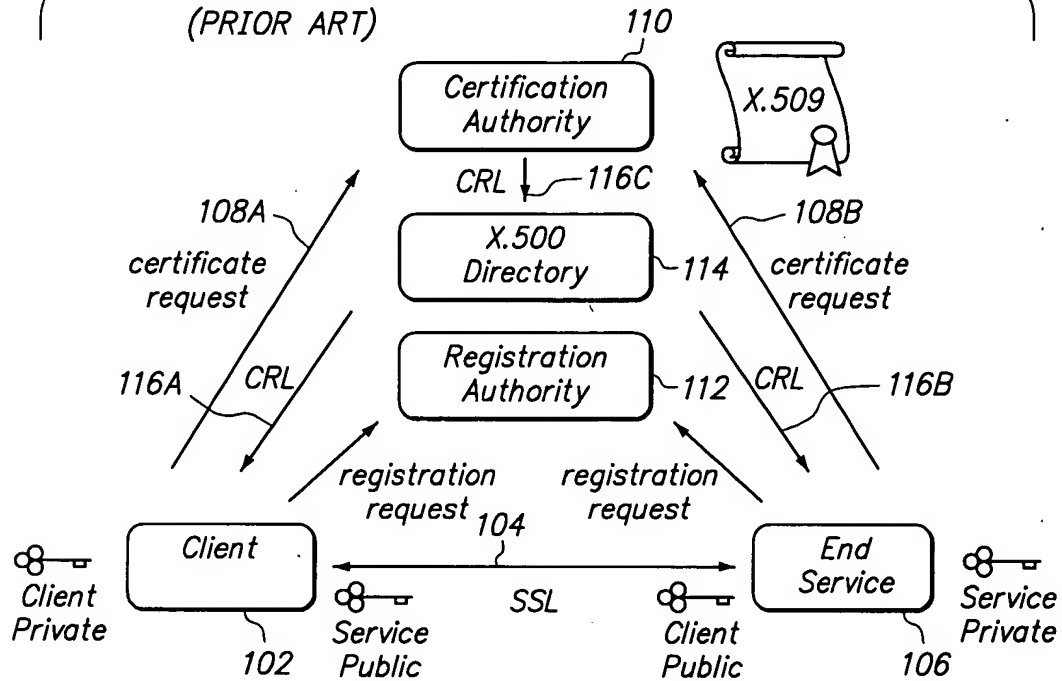 (PRIOR ART)
110
Certification
Authority
X.509
CRL
116C
108A
108B
certificate
request
X.500
Directory
114
certificate
request
116A
CRL
Registration
Authority
112
CRL
116B
registration
request
registration
request
104
Client
End
Service
SSL
Client
Private
Service
Public
Client
Public
Service
Private
102
106